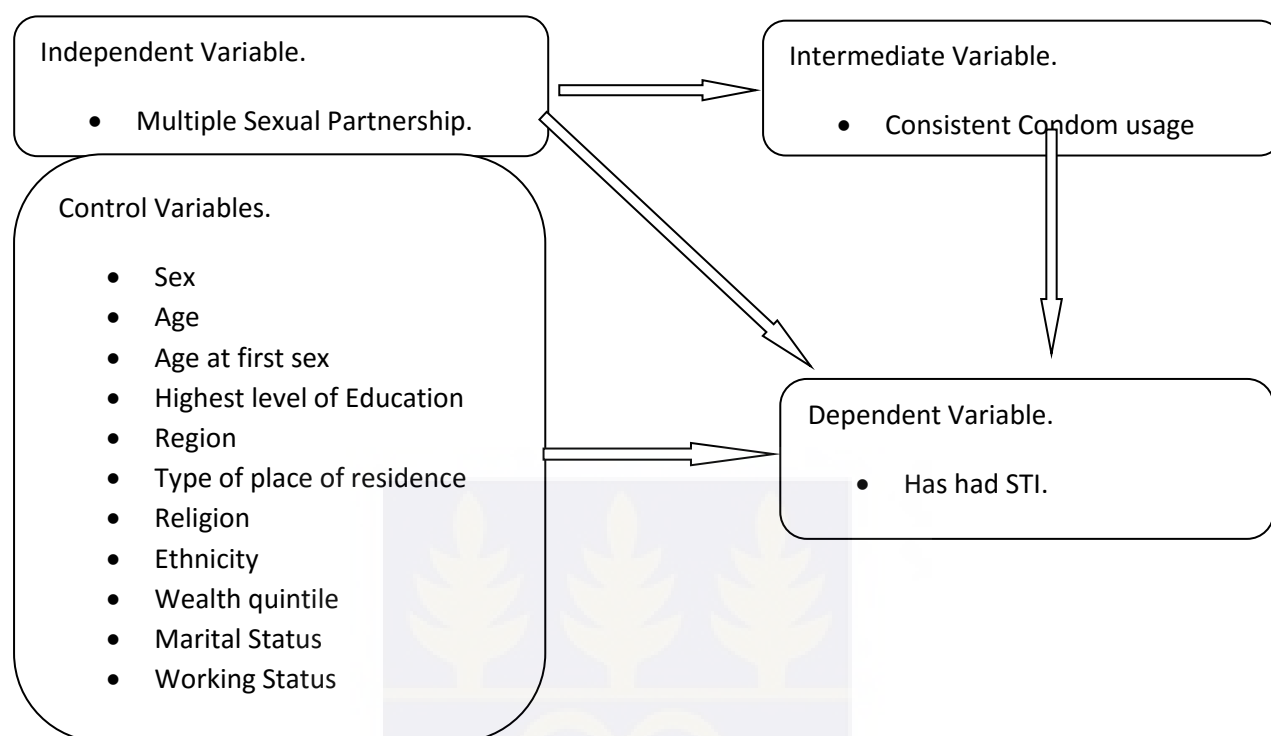 Independent Variable.
• Multiple Sexual Partnership.
Intermediate Variable.
• Consistent Condom usage
Control Variables.
• Sex
• Age
• Age at first sex
• Highest level of Education
• Region
• Type of place of residence
• Religion
• Ethnicity
• Wealth quintile
• Marital Status
• Working Status
Dependent Variable.
• Has had STI.